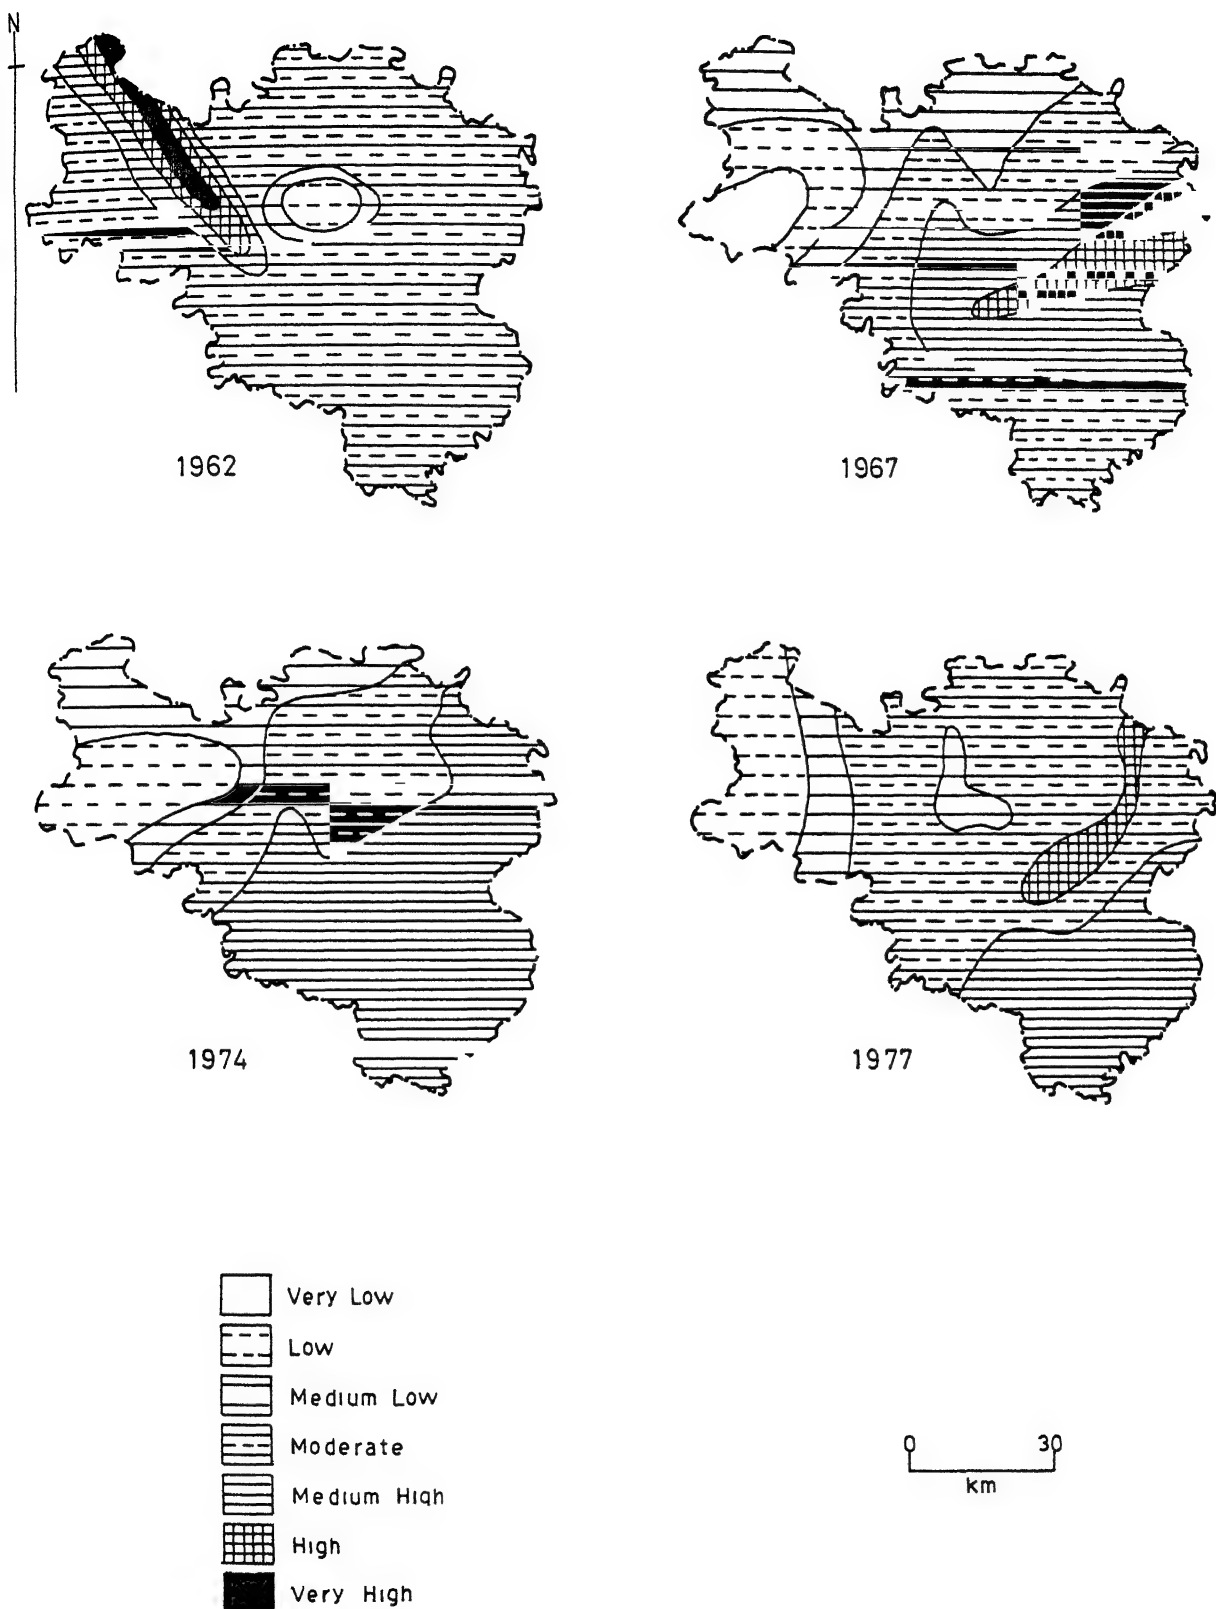 N
1962
1967
1974
1977
Very Low
Low
Medium Low
Moderate
Medium High
High
Very High
0 30
km